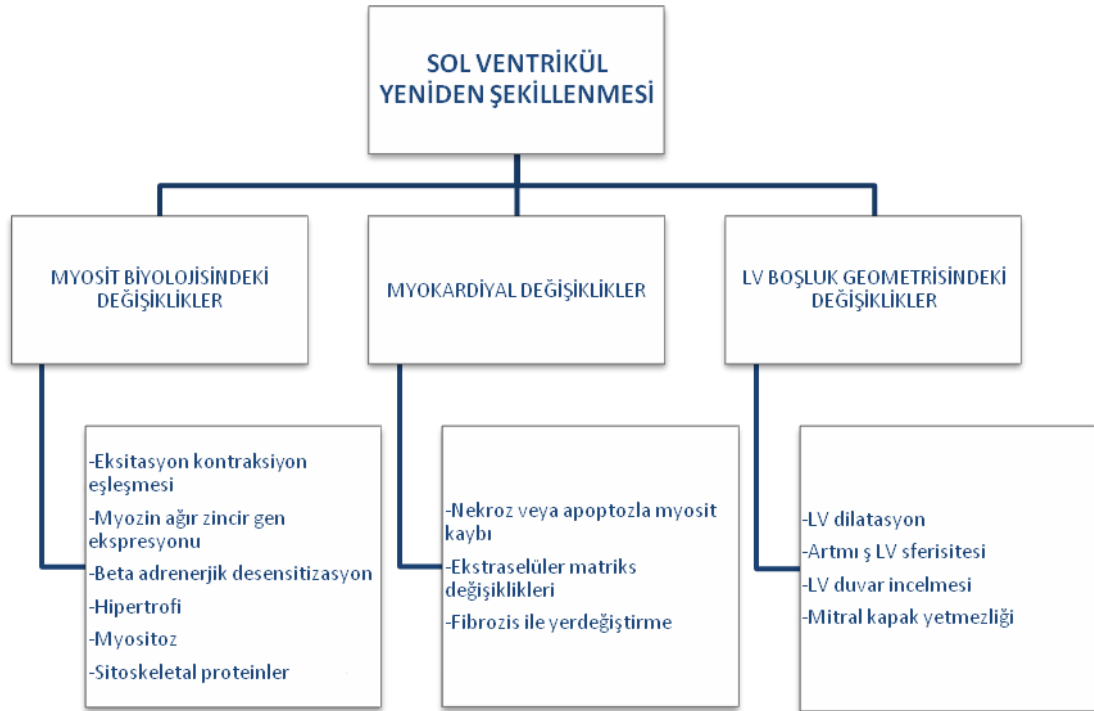 SOL VENTRİKÜL
YENİDEN ŞEKİLLENMESİ
MYOSİT BİYOLOJİSİNDEKİ
DEĞİŞİKLİKLER
MYOKARDİYAL DEĞİŞİKLİKLER
LV BOŞLUK GEOMETRİSİNDEKİ
DEĞİŞİKLİKLER
-Eksitasyon kontraksiyon
eşleşmesi
-Myozin ağır zincir gen
ekspresyonu
-Beta adrenerjik desensitizasyon
-Hipertrofi
-Myositoz
-Sitoskeletal proteinler
-Nekroz veya apoptozla myosit
kaybı
-Ekstraselüler matriks
değişiklikleri
-Fibrozis ile yerdeğiştirme
-LV dilatasyon
-Artmı ş LV sferisitesi
-LV duvar incelmesi
-Mitral kapak yetmezliği